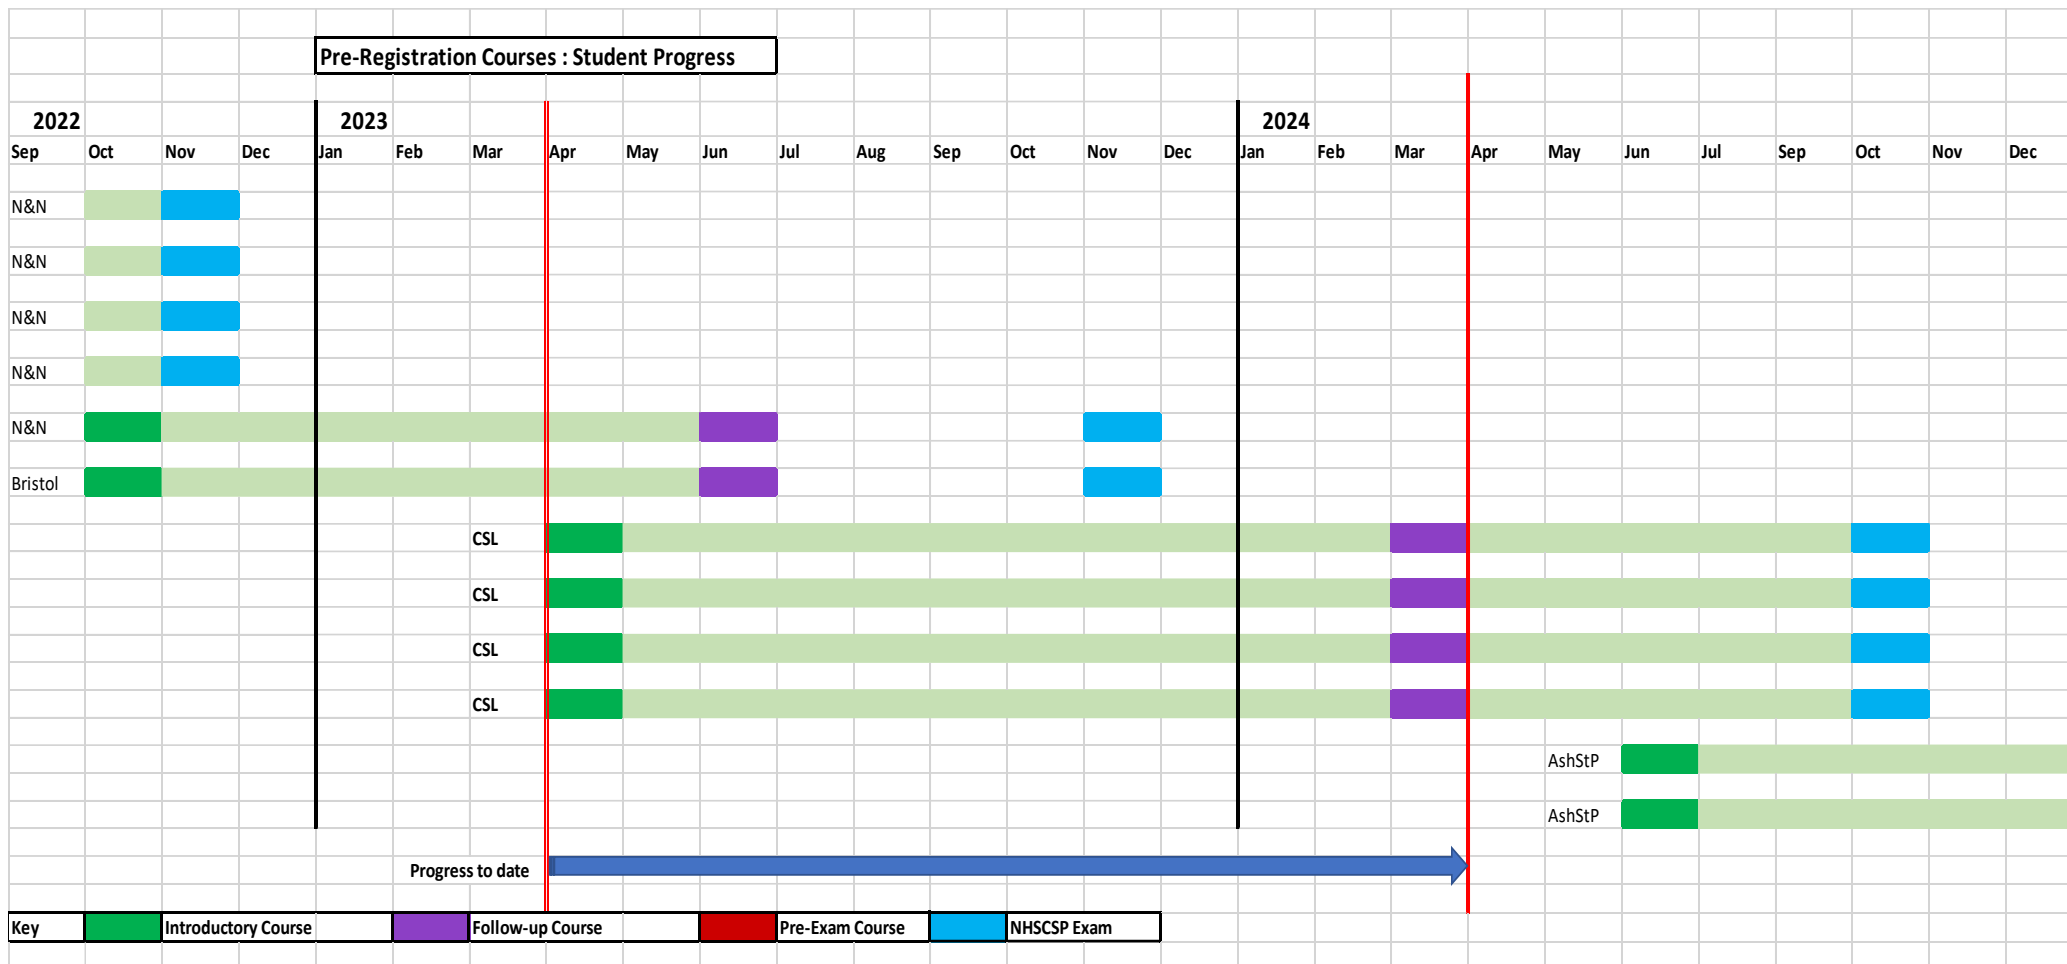 Pre-Registration Courses : Student Progress
2022 2023 2024
Sep Oct Nov Dec Jan Feb Mar Apr May Jun Jul Aug Sep Oct Nov Dec Jan Feb Mar Apr May Jun Jul Sep Oct Nov Dec
N&N
N&N
N&N
N&N
N&N
Bristol
CSL
CSL
CSL
CSL
AshStP
AshStP
Progress to date
Key Introductory Course Follow-up Course Pre-Exam Course NHSCSP Exam